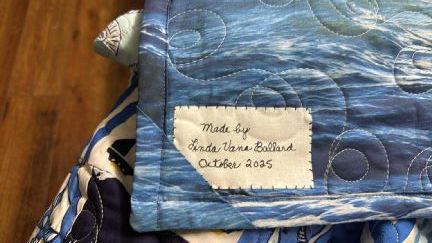 Made by
Linda Vana Ballard
October 2025